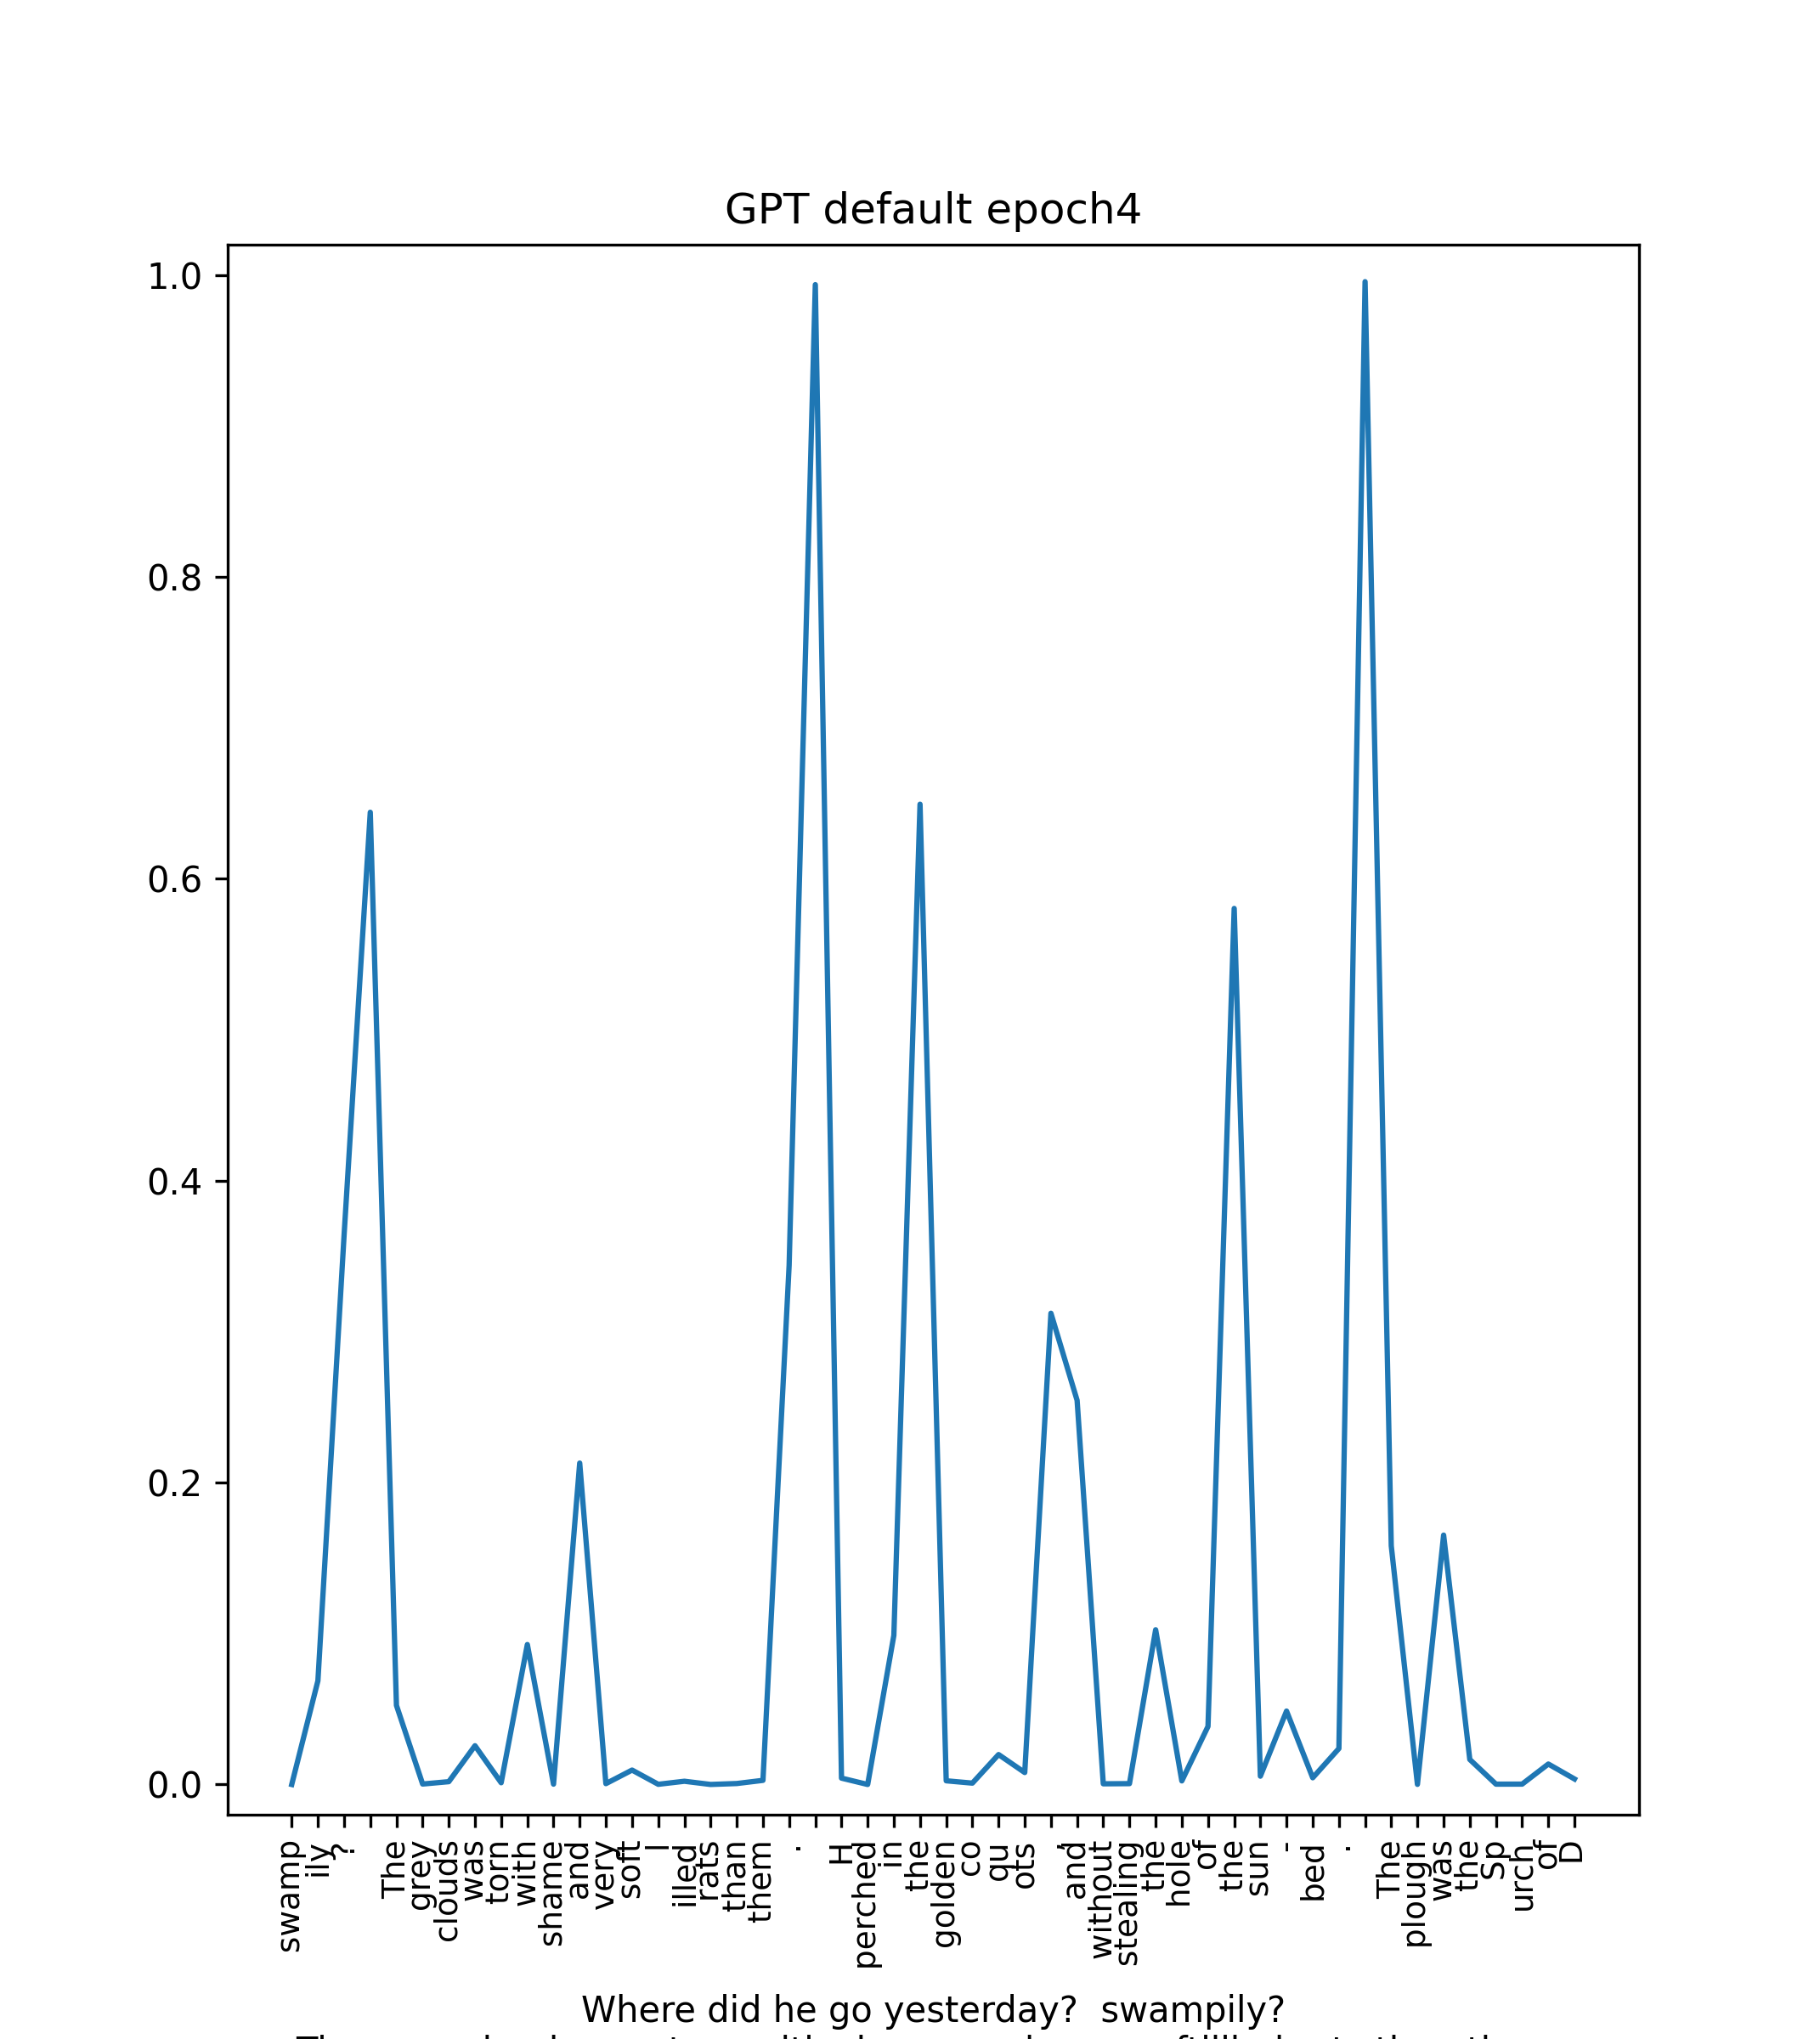 GPT default epoch4
1.0
0.8
0.6
0.4
0.2
0.0
swamp
ily
?
The
grey
clouds
was
torn
with
shame
and
very
soft
l
illed
rats
than
them
.
H
perched
in
the
golden
co
qu
ots
,
and
without
stealing
the
hole
of
the
sun
-
bed
.
The
plough
was
the
Sp
urch
of
D
Where did he go yesterday?  swampily?